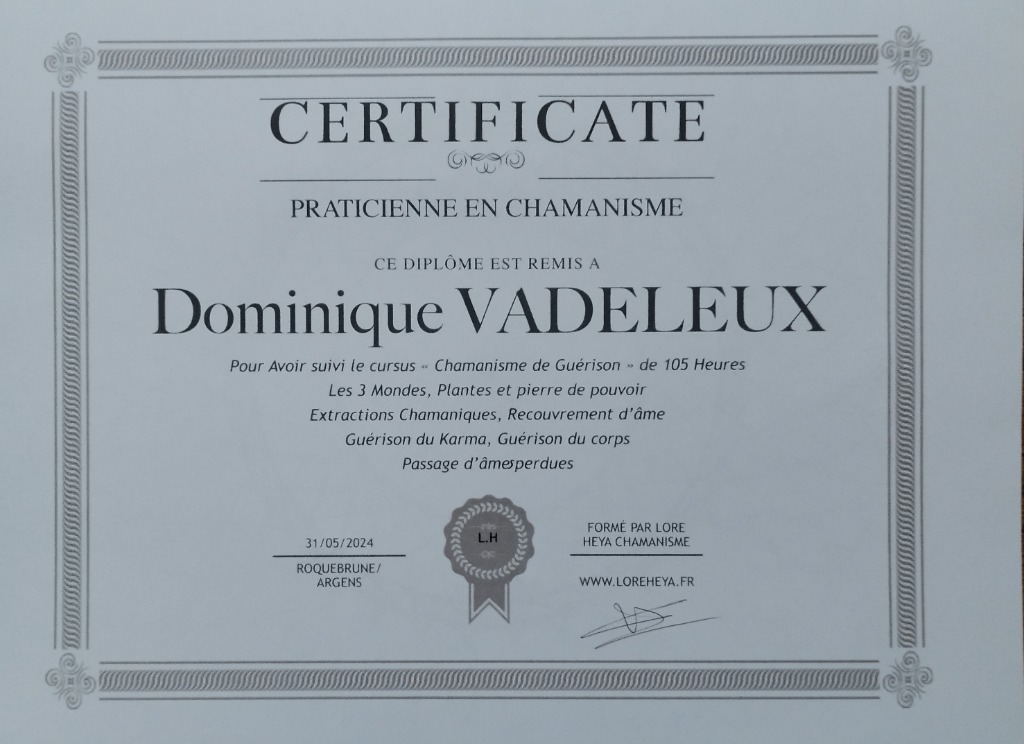 CERTIFICATE
PRATICIENNE EN CHAMANISME
CE DIPLÔME EST REMIS A
Dominique VADELEUX
Pour Avoir suivi le cursus « Chamanisme de Guérison » de 105 Heures
Les 3 Mondes, Plantes et pierre de pouvoir
Extractions Chamaniques, Recouvrement d'âme
Guérison du Karma, Guérison du corps
Passage d'âmes perdues
31/05/2024
ROQUEBRUNE/
ARGENS
L.H
FORMÉ PAR LORE
HEYA CHAMANISME
WWW.LOREHEYA.FR